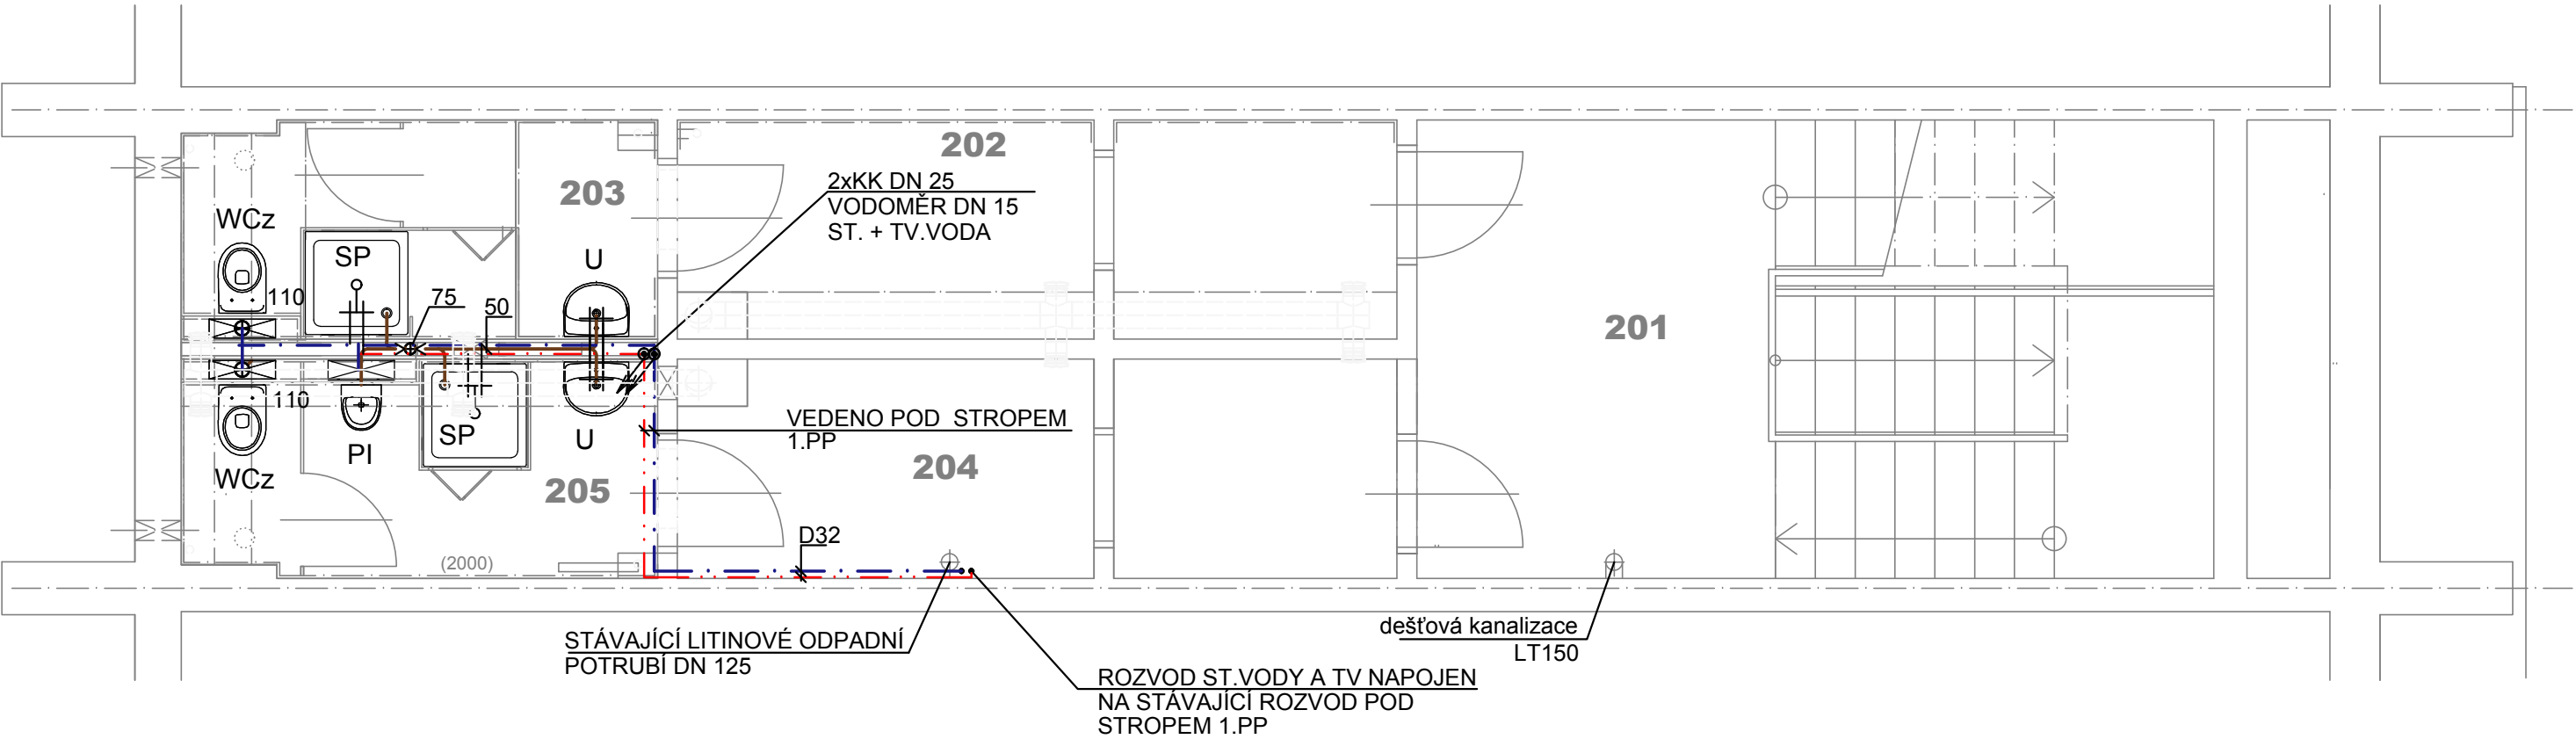 202
203
2xKK DN 25
VODOMĚR DN 15
ST. + TV.VODA
WCz
SP
U
110
75
50
201
110
VEDENO POD STROPEM
1.PP
PI
SP
U
204
WCz
205
D32
(2000)
STÁVAJÍCÍ LITINOVÉ ODPADNÍ
POTRUBÍ DN 125
dešťová kanalizace
LT150
ROZVOD ST.VODY A TV NAPOJEN
NA STÁVAJÍCÍ ROZVOD POD
STROPEM 1.PP